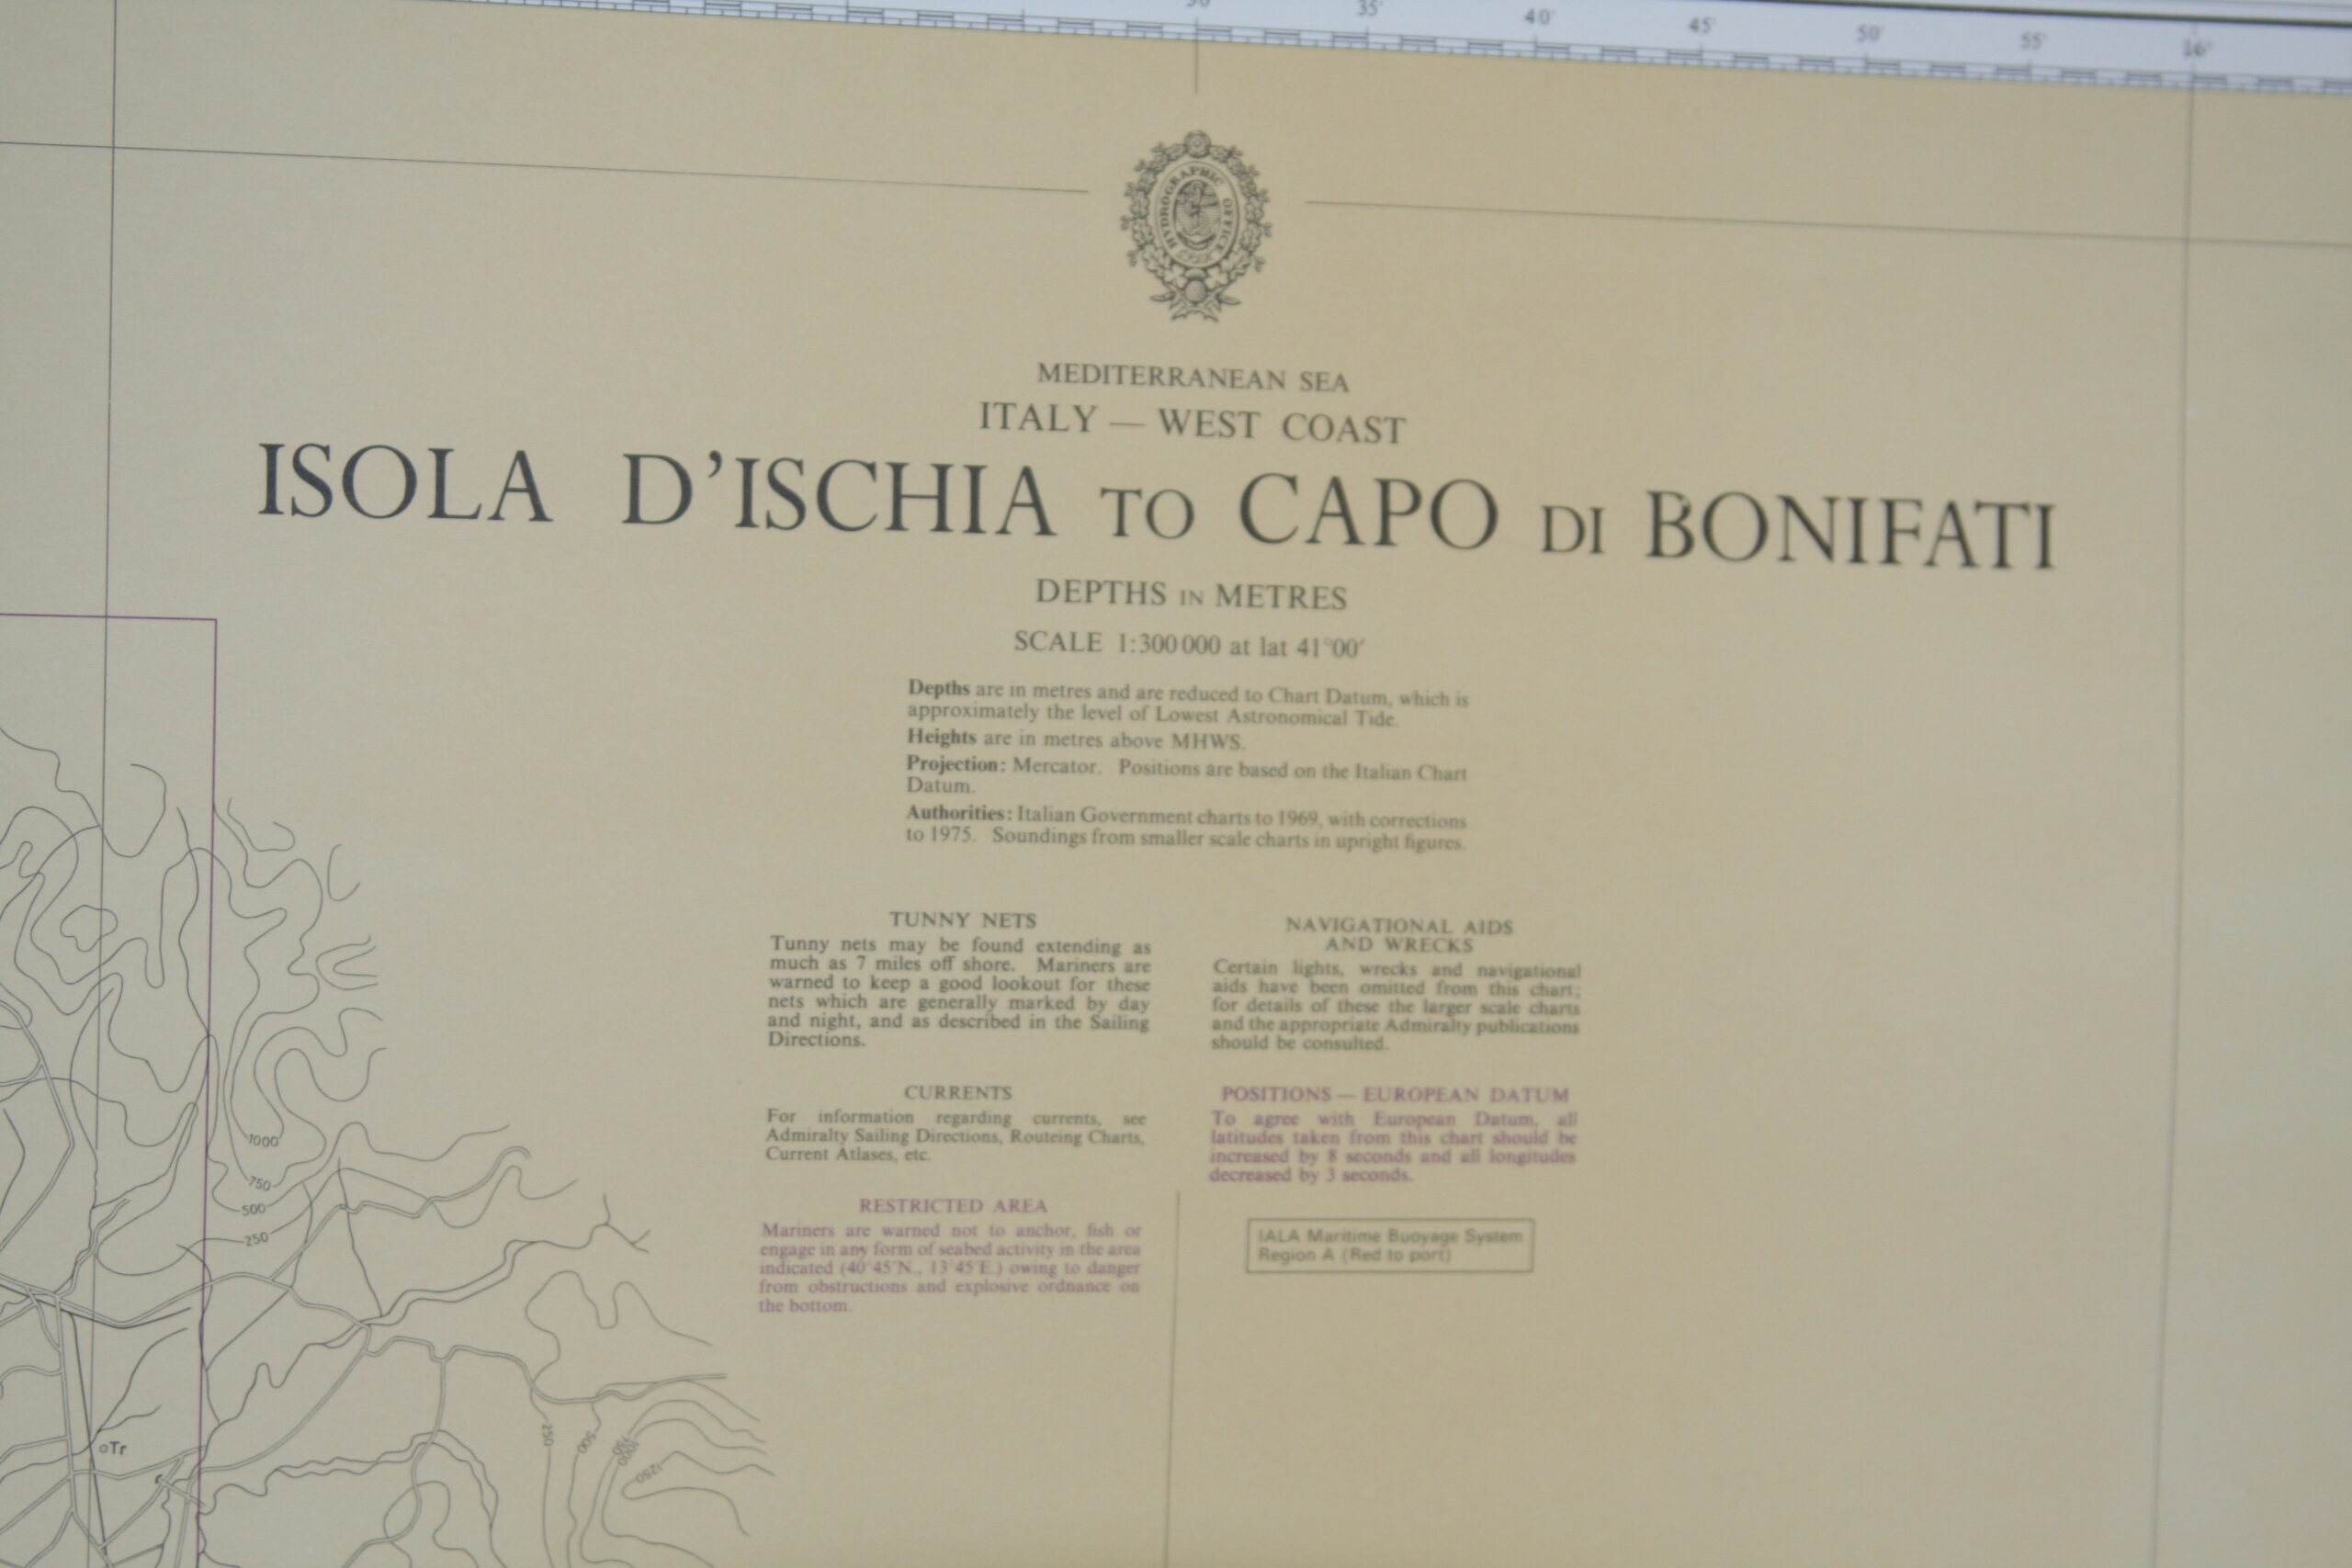 35′ 40′ 45′ 50′ 55′ 16°
HYDROGRAPHIC OFFICE
MEDITERRANEAN SEA
ITALY — WEST COAST
ISOLA D'ISCHIA TO CAPO DI BONIFATI
DEPTHS IN METRES
SCALE 1:300 000 at lat 41°00′
Depths are in metres and are reduced to Chart Datum, which is
approximately the level of Lowest Astronomical Tide.
Heights are in metres above MHWS.
Projection: Mercator. Positions are based on the Italian Chart
Datum.
Authorities: Italian Government charts to 1969, with corrections
to 1975. Soundings from smaller scale charts in upright figures.
TUNNY NETS
Tunny nets may be found extending as
much as 7 miles off shore. Mariners are
warned to keep a good lookout for these
nets which are generally marked by day
and night, and as described in the Sailing
Directions.
NAVIGATIONAL AIDS
AND WRECKS
Certain lights, wrecks and navigational
aids have been omitted from this chart;
for details of these the larger scale charts
and the appropriate Admiralty publications
should be consulted.
CURRENTS
For information regarding currents, see
Admiralty Sailing Directions, Routeing Charts,
Current Atlases, etc.
POSITIONS — EUROPEAN DATUM
To agree with European Datum, all
latitudes taken from this chart should be
increased by 8 seconds and all longitudes
decreased by 3 seconds.
RESTRICTED AREA
Mariners are warned not to anchor, fish or
engage in any form of seabed activity in the area
indicated (40°45′N., 13°45′E.) owing to danger
from obstructions and explosive ordnance on
the bottom.
IALA Maritime Buoyage System
Region A (Red to port)
1000
750
500
250
Tr
250
500
750
1000
1250